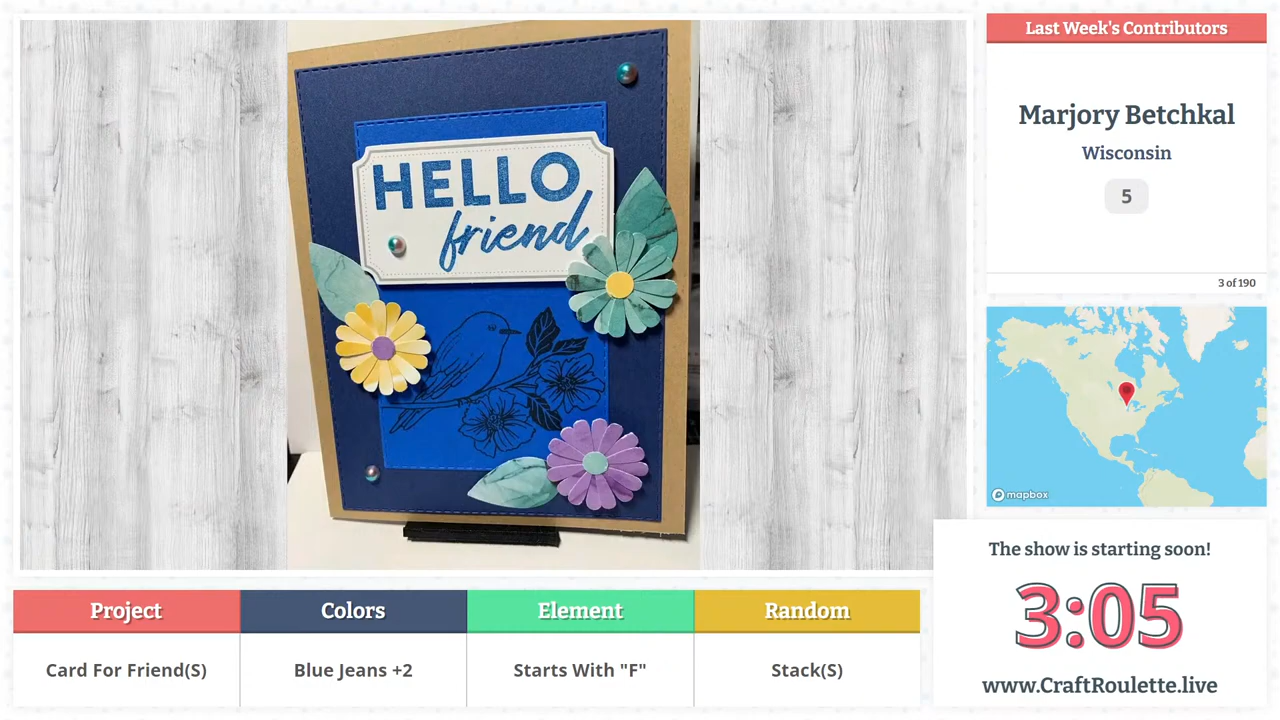 Last Week's Contributors
Marjory Betchkal
Wisconsin
5
3 of 190
HELLO
friend
mapbox
The show is starting soon!
3:05
www.CraftRoulette.live
Project
Colors
Element
Random
Card For Friend(S)
Blue Jeans +2
Starts With "F"
Stack(S)